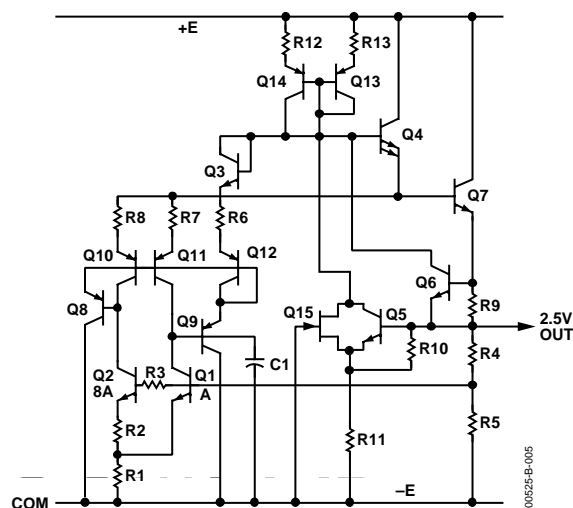 +E
R12
R13
Q14
Q13
Q4
Q3
Q7
R8
R7
R6
Q10
Q11
Q12
Q6
Q8
R9
Q15
Q5
2.5V
OUT
Q9
R10
R4
C1
Q2
8A
R3
Q1
A
R2
R11
R5
R1
COM
–E
00525-B-005